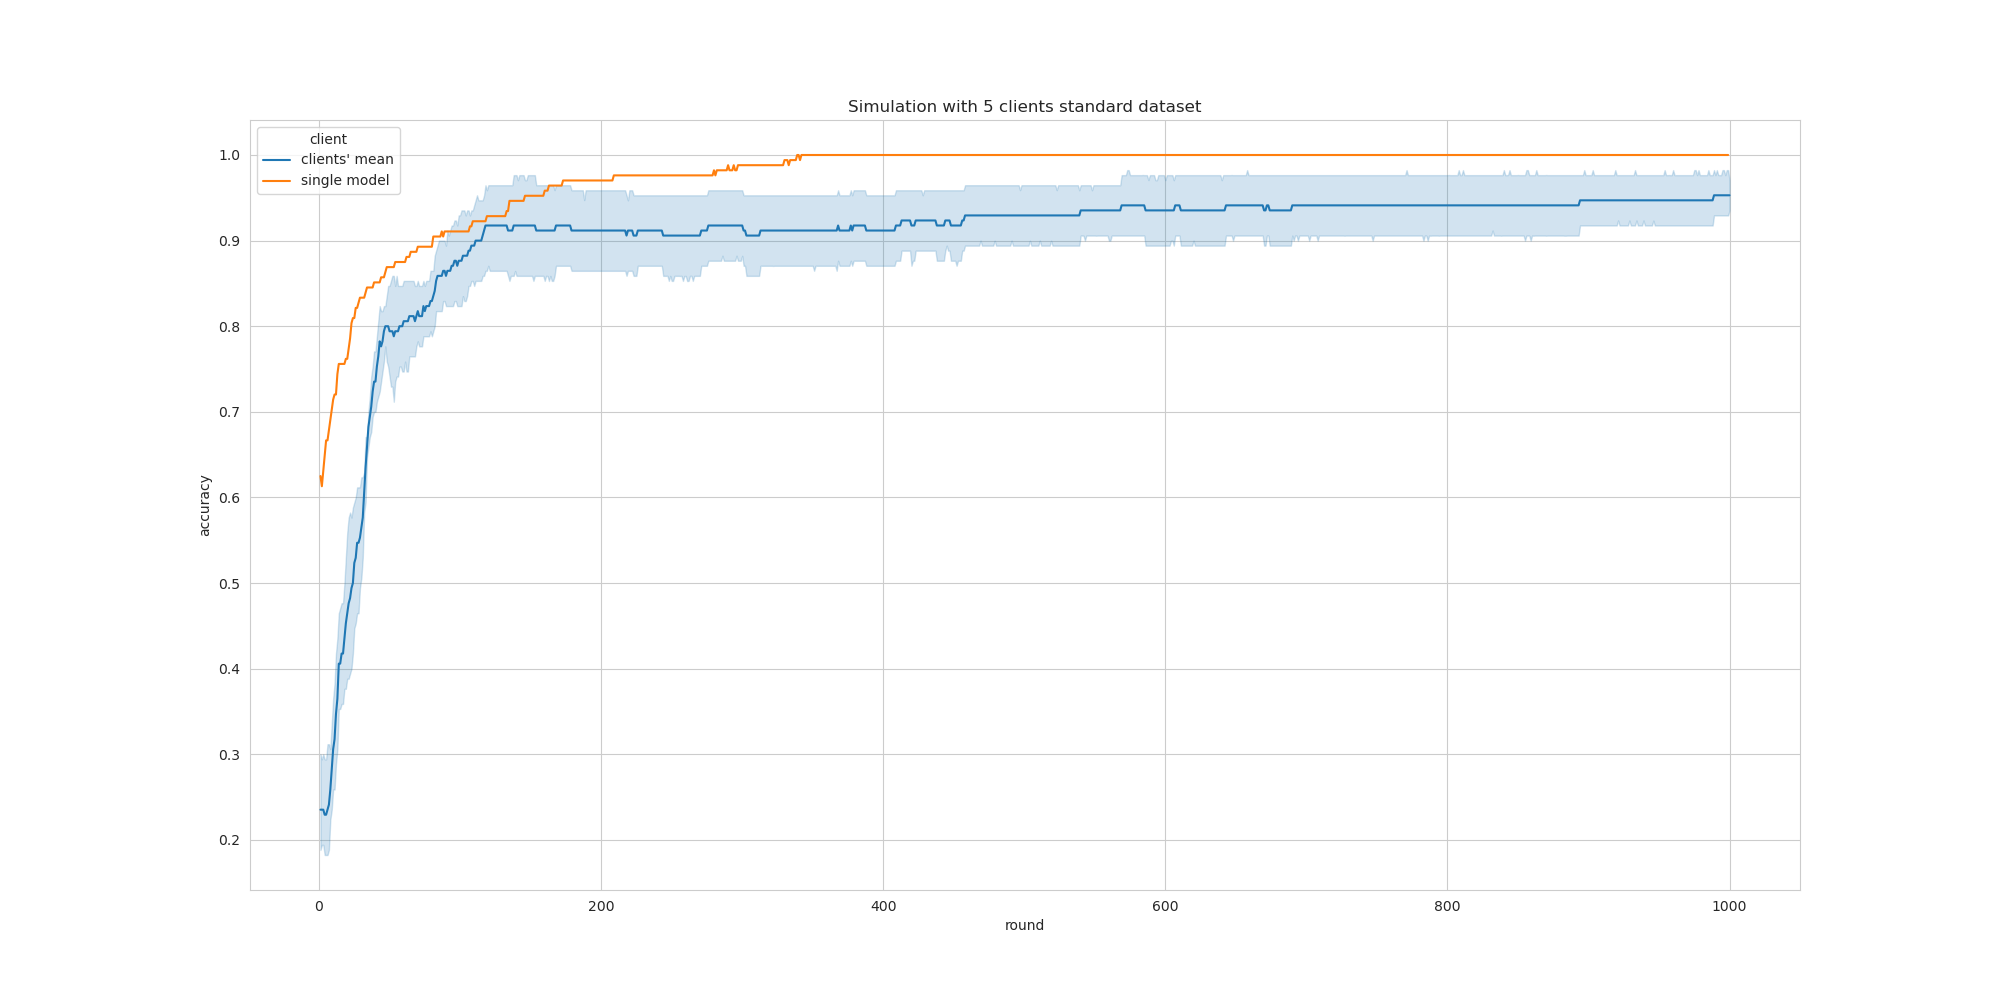 Simulation with 5 clients standard dataset
client
clients' mean
single model
accuracy
1.0
0.9
0.8
0.7
0.6
0.5
0.4
0.3
0.2
0 200 400 600 800 1000
round